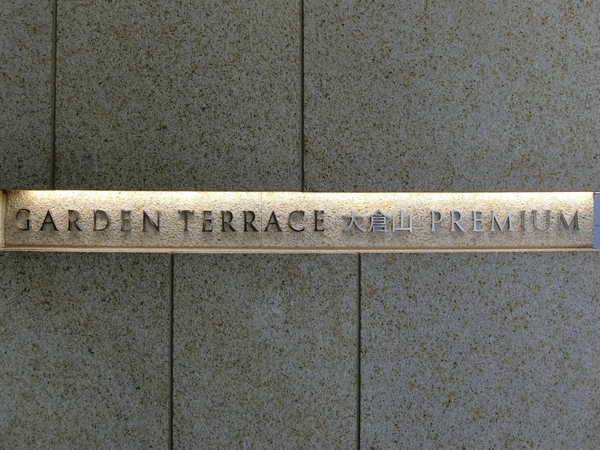 GARDEN TERRACE 大倉山 PREMIUM